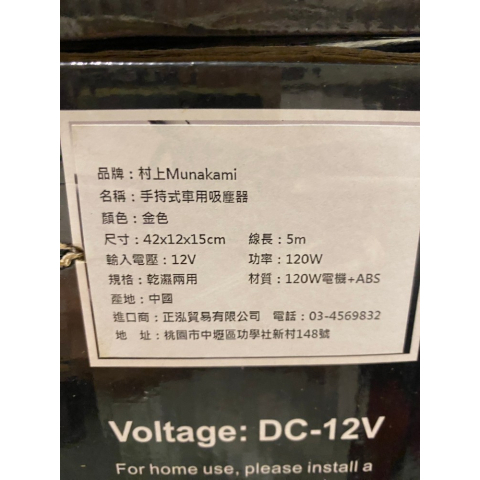 品牌：村上Munakami
名稱：手持式車用吸塵器
顏色：金色
尺寸：42x12x15cm 線長：5m
輸入電壓：12V 功率：120W
規格：乾濕兩用 材質：120W電機+ABS
產地：中國
進口商：正泓貿易有限公司 電話：03-4569832
地 址：桃園市中壢區功學社新村148號
Voltage: DC-12V
For home use, please install a